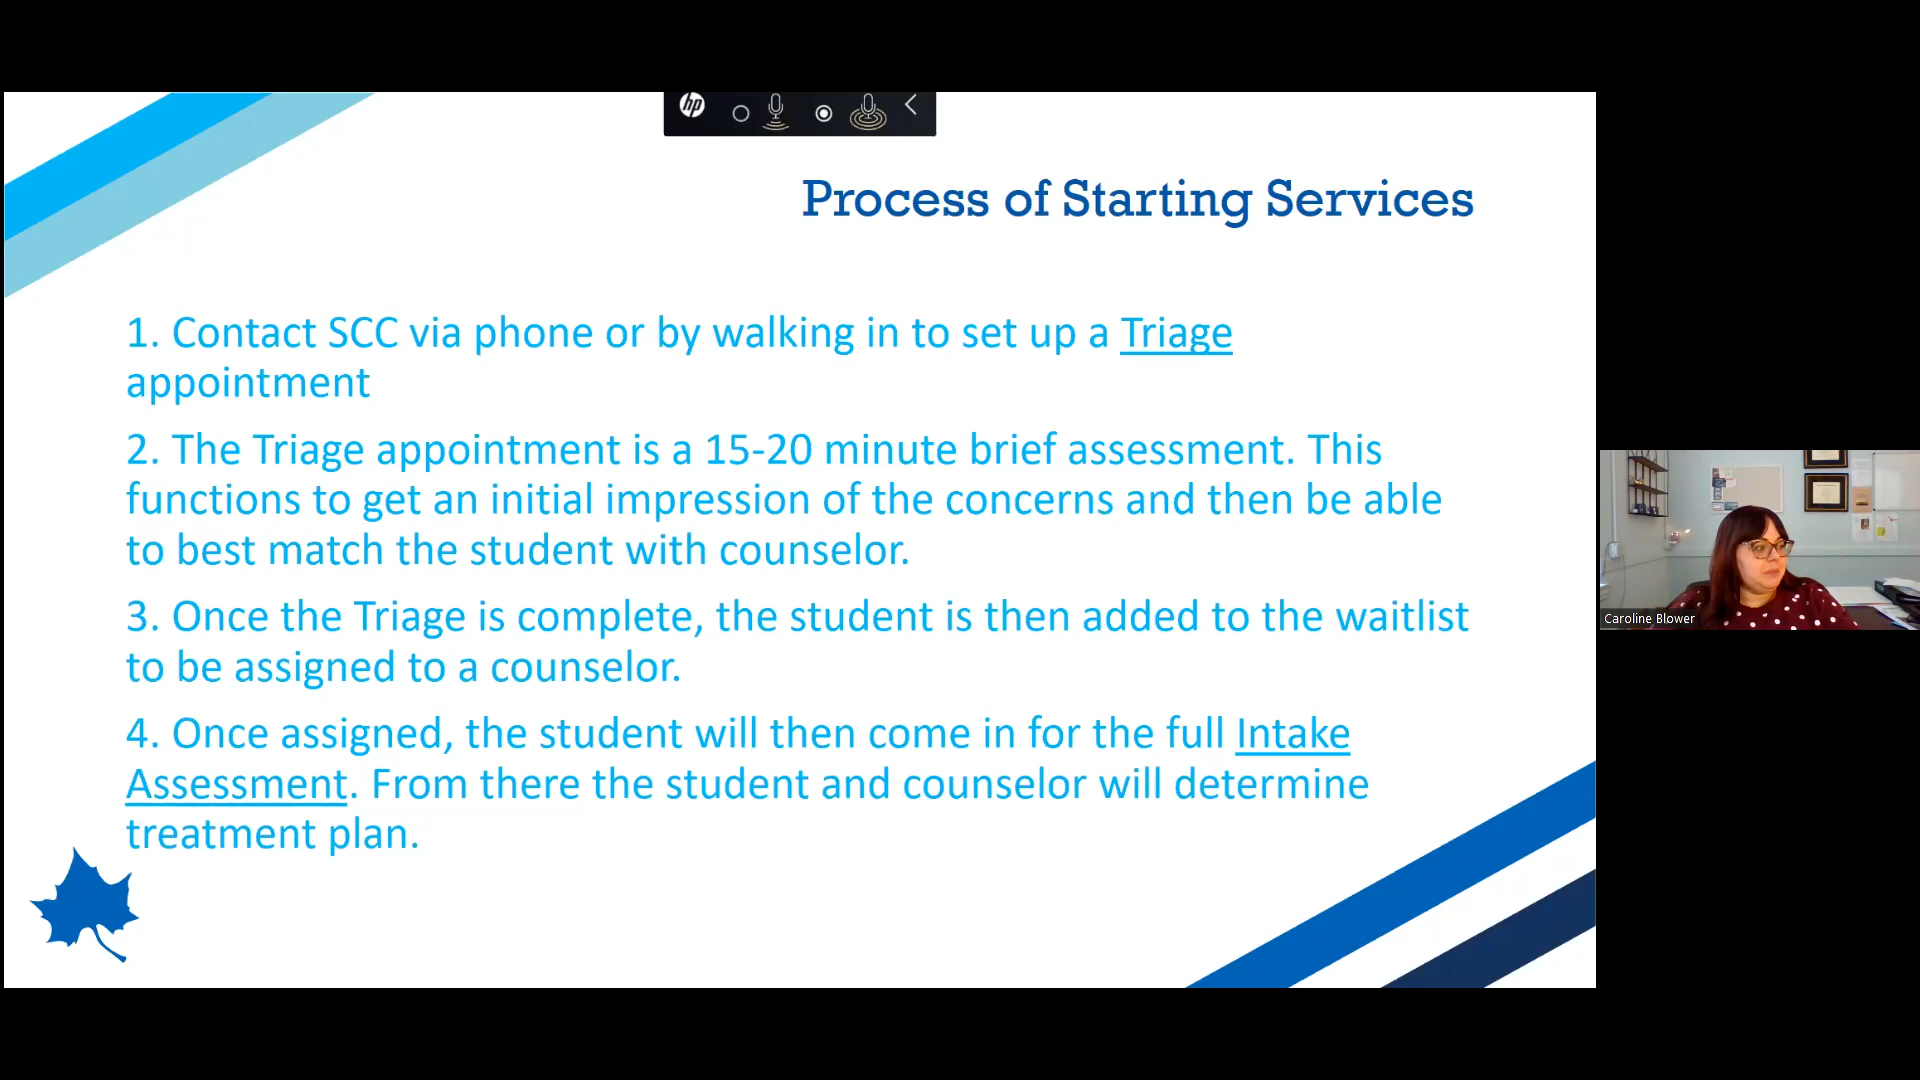 hp
Process of Starting Services
1. Contact SCC via phone or by walking in to set up a Triage
appointment
2. The Triage appointment is a 15-20 minute brief assessment. This
functions to get an initial impression of the concerns and then be able
to best match the student with counselor.
3. Once the Triage is complete, the student is then added to the waitlist
to be assigned to a counselor.
4. Once assigned, the student will then come in for the full Intake
Assessment. From there the student and counselor will determine
treatment plan.
Caroline Blower